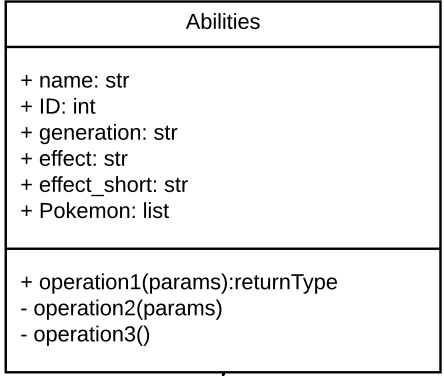 Abilities
+ name: str
+ ID: int
+ generation: str
+ effect: str
+ effect_short: str
+ Pokemon: list
+ operation1(params):returnType
- operation2(params)
- operation3()